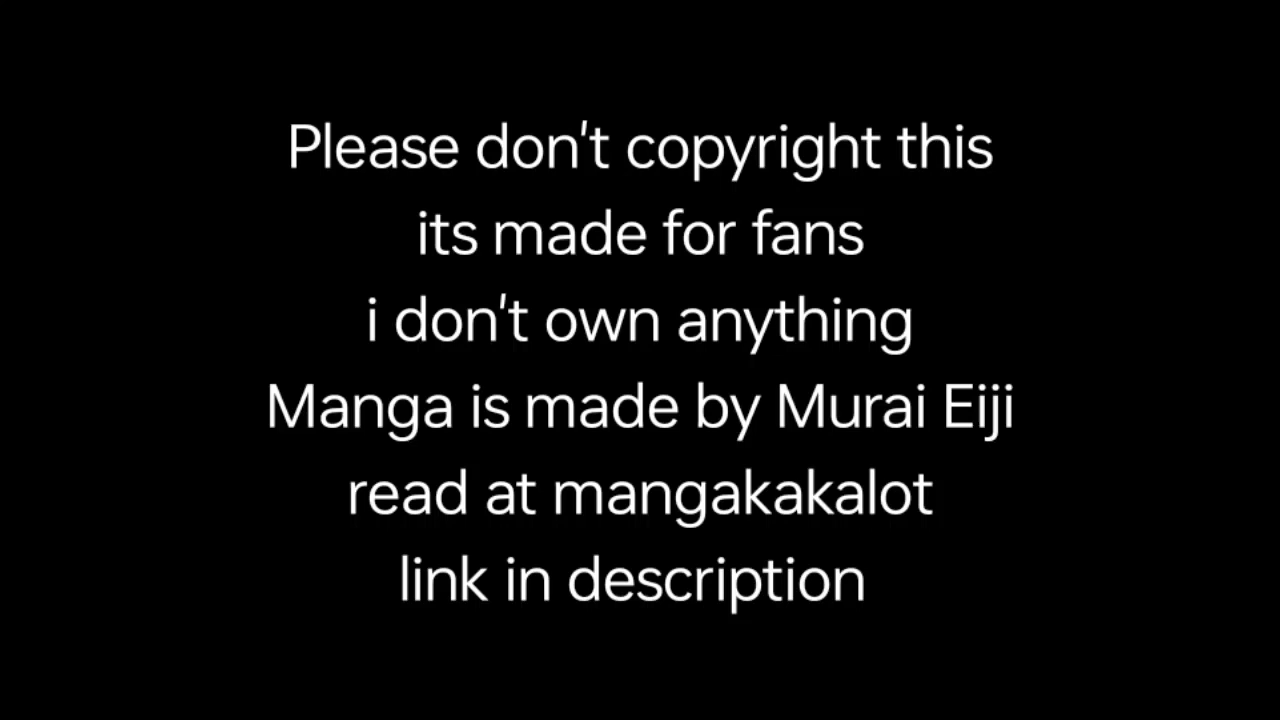 Please don't copyright this
its made for fans
i don't own anything
Manga is made by Murai Eiji
read at mangakakalot
link in description